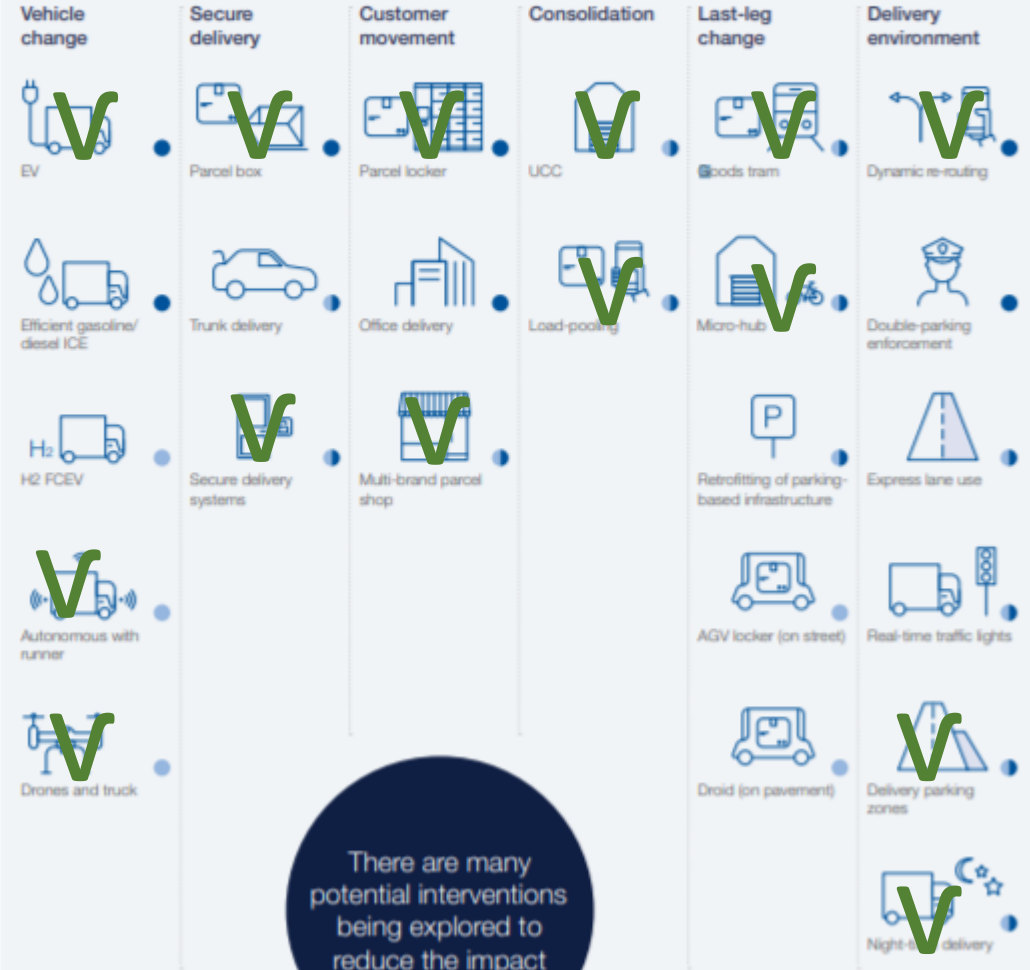 Vehicle
change
Secure
delivery
Customer
movement
Consolidation
Last-leg
change
Delivery
environment
V
V
V
V
V
V
EV
Parcel box
Parcel locker
UCC
Goods tram
Dynamic re-routing
V
V
Efficient gasoline/
diesel ICE
Trunk delivery
Office delivery
Load-pooling
Micro-hub
Double-parking
enforcement
H2
V
V
P
H2 FCEV
Secure delivery
systems
Multi-brand parcel
shop
Retrofitting of parking-
based infrastructure
Express lane use
V
Autonomous with
runner
AGV locker (on street)
Real-time traffic lights
V
V
Drones and truck
Droid (on pavement)
Delivery parking
zones
V
Night-time delivery
There are many
potential interventions
being explored to
reduce the impact